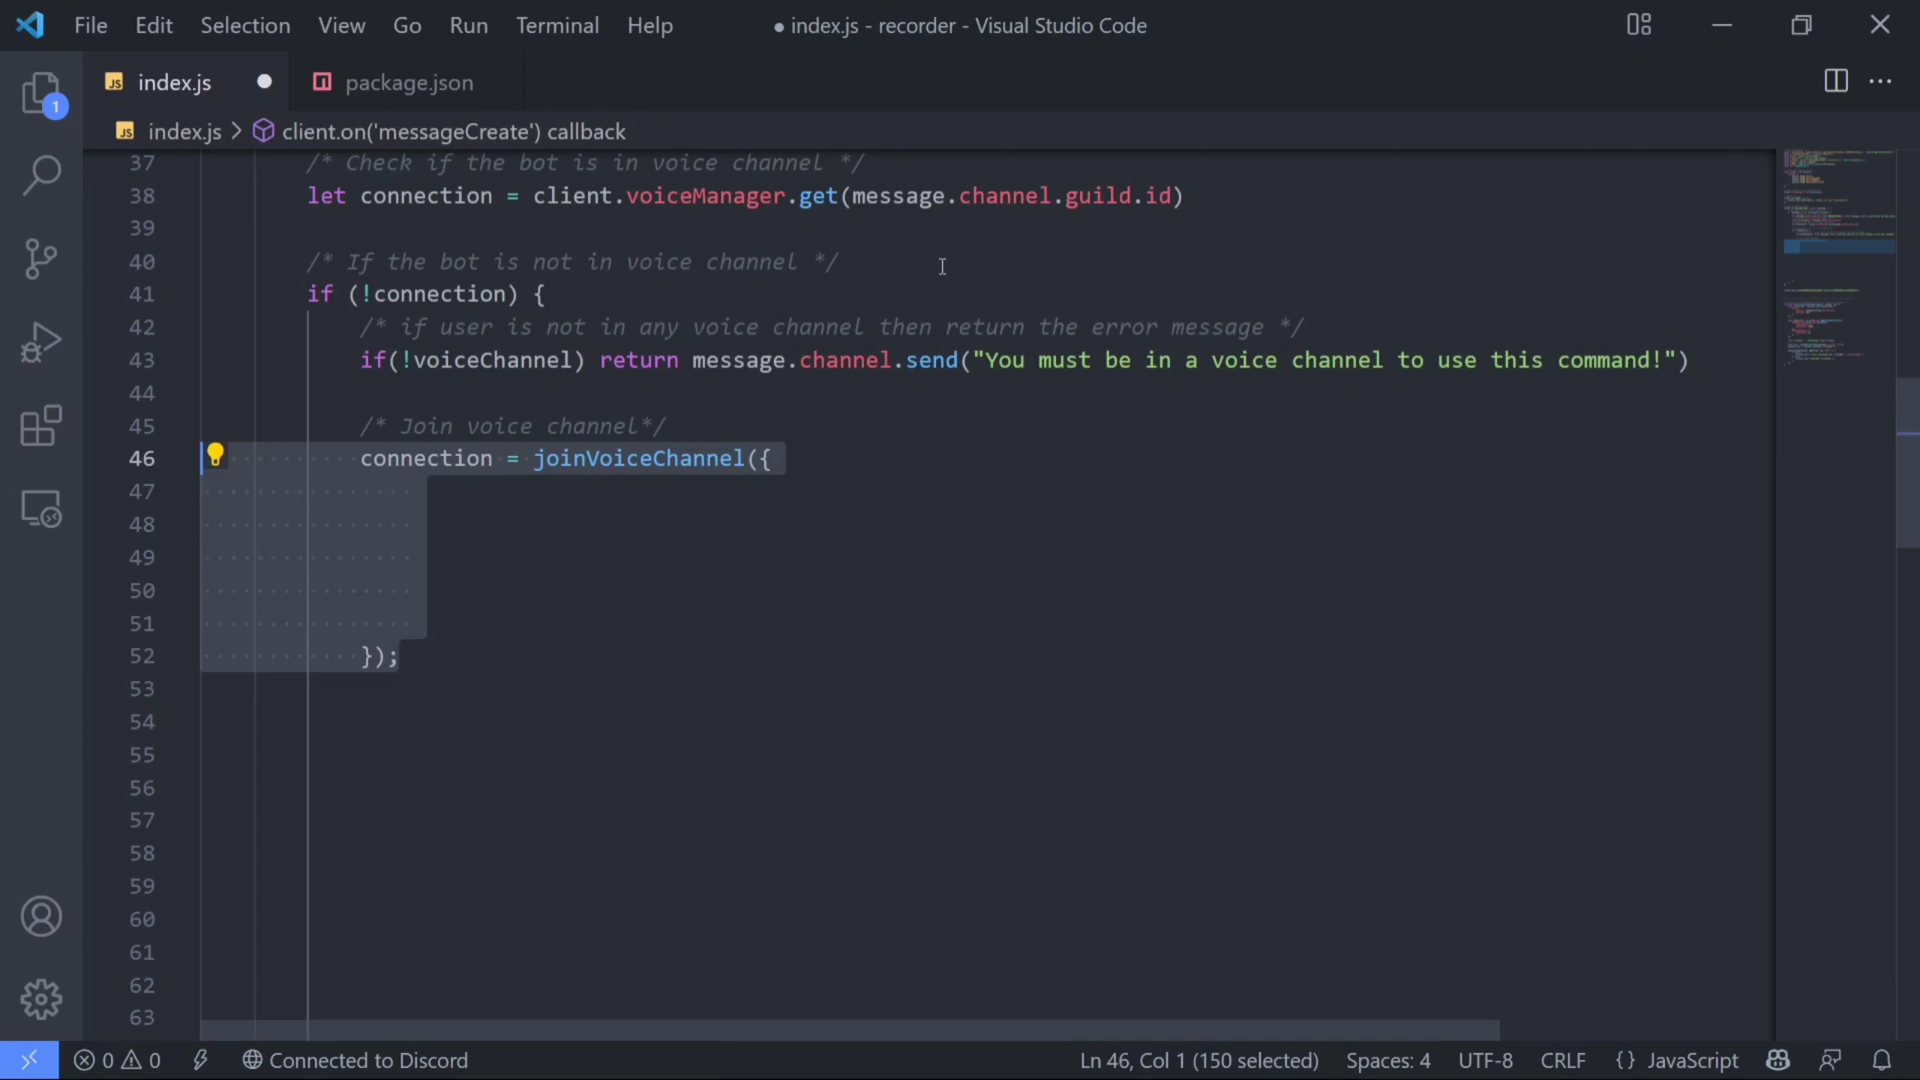 File Edit Selection View Go Run Terminal Help ● index.js - recorder - Visual Studio Code
JS index.js package.json
1
JS index.js > client.on('messageCreate') callback
37 /* Check if the bot is in voice channel */
38 let connection = client.voiceManager.get(message.channel.guild.id)
39
40 /* If the bot is not in voice channel */
41 if (!connection) {
42 /* if user is not in any voice channel then return the error message */
43 if(!voiceChannel) return message.channel.send("You must be in a voice channel to use this command!")
44
45 /* Join voice channel*/
46 connection = joinVoiceChannel({
47
48
49
50
51
52 });
53
54
55
56
57
58
59
60
61
62
63
0 0 Connected to Discord Ln 46, Col 1 (150 selected) Spaces: 4 UTF-8 CRLF {} JavaScript